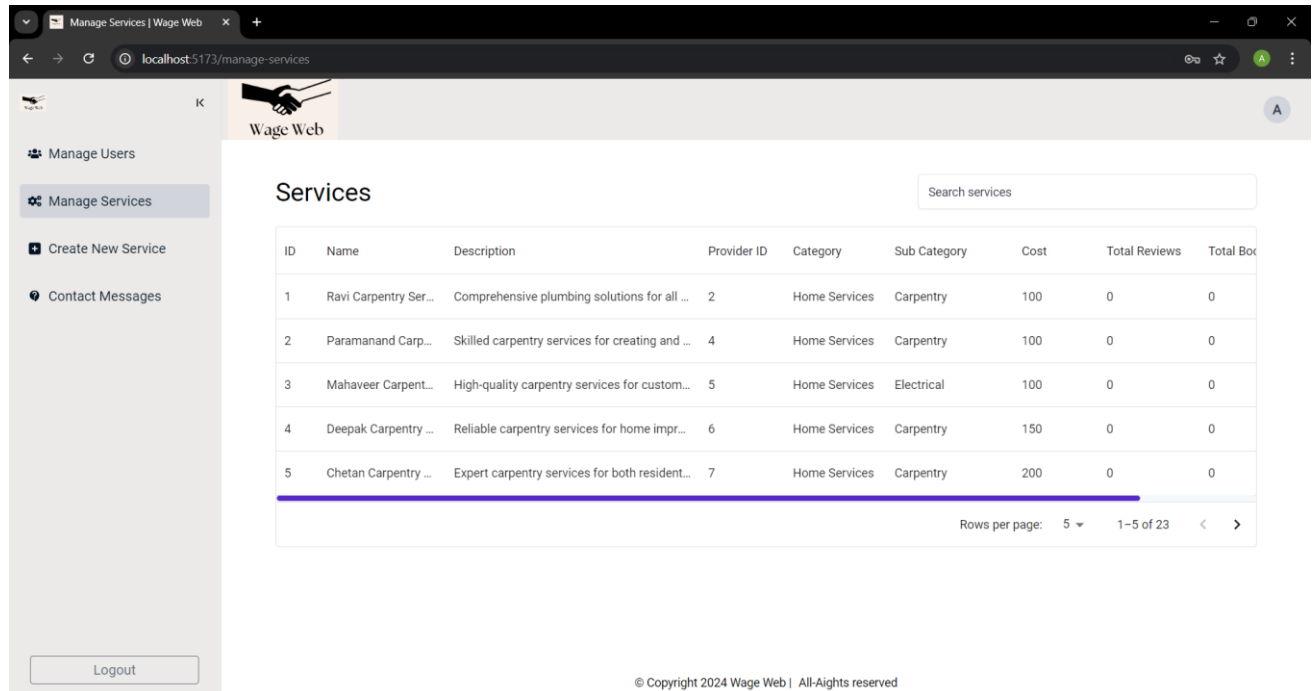 Manage Services | Wage Web
localhost:5173/manage-services
A
Wage Web
A
Manage Users
Manage Services
Create New Service
Contact Messages
Logout
Services
Search services
ID Name Description Provider ID Category Sub Category Cost Total Reviews Total Boo
1 Ravi Carpentry Ser... Comprehensive plumbing solutions for all ... 2 Home Services Carpentry 100 0 0
2 Paramanand Carp... Skilled carpentry services for creating and ... 4 Home Services Carpentry 100 0 0
3 Mahaveer Carpent... High-quality carpentry services for custom... 5 Home Services Electrical 100 0 0
4 Deepak Carpentry ... Reliable carpentry services for home impr... 6 Home Services Carpentry 150 0 0
5 Chetan Carpentry ... Expert carpentry services for both resident... 7 Home Services Carpentry 200 0 0
Rows per page: 5 1–5 of 23
© Copyright 2024 Wage Web | All-Aights reserved